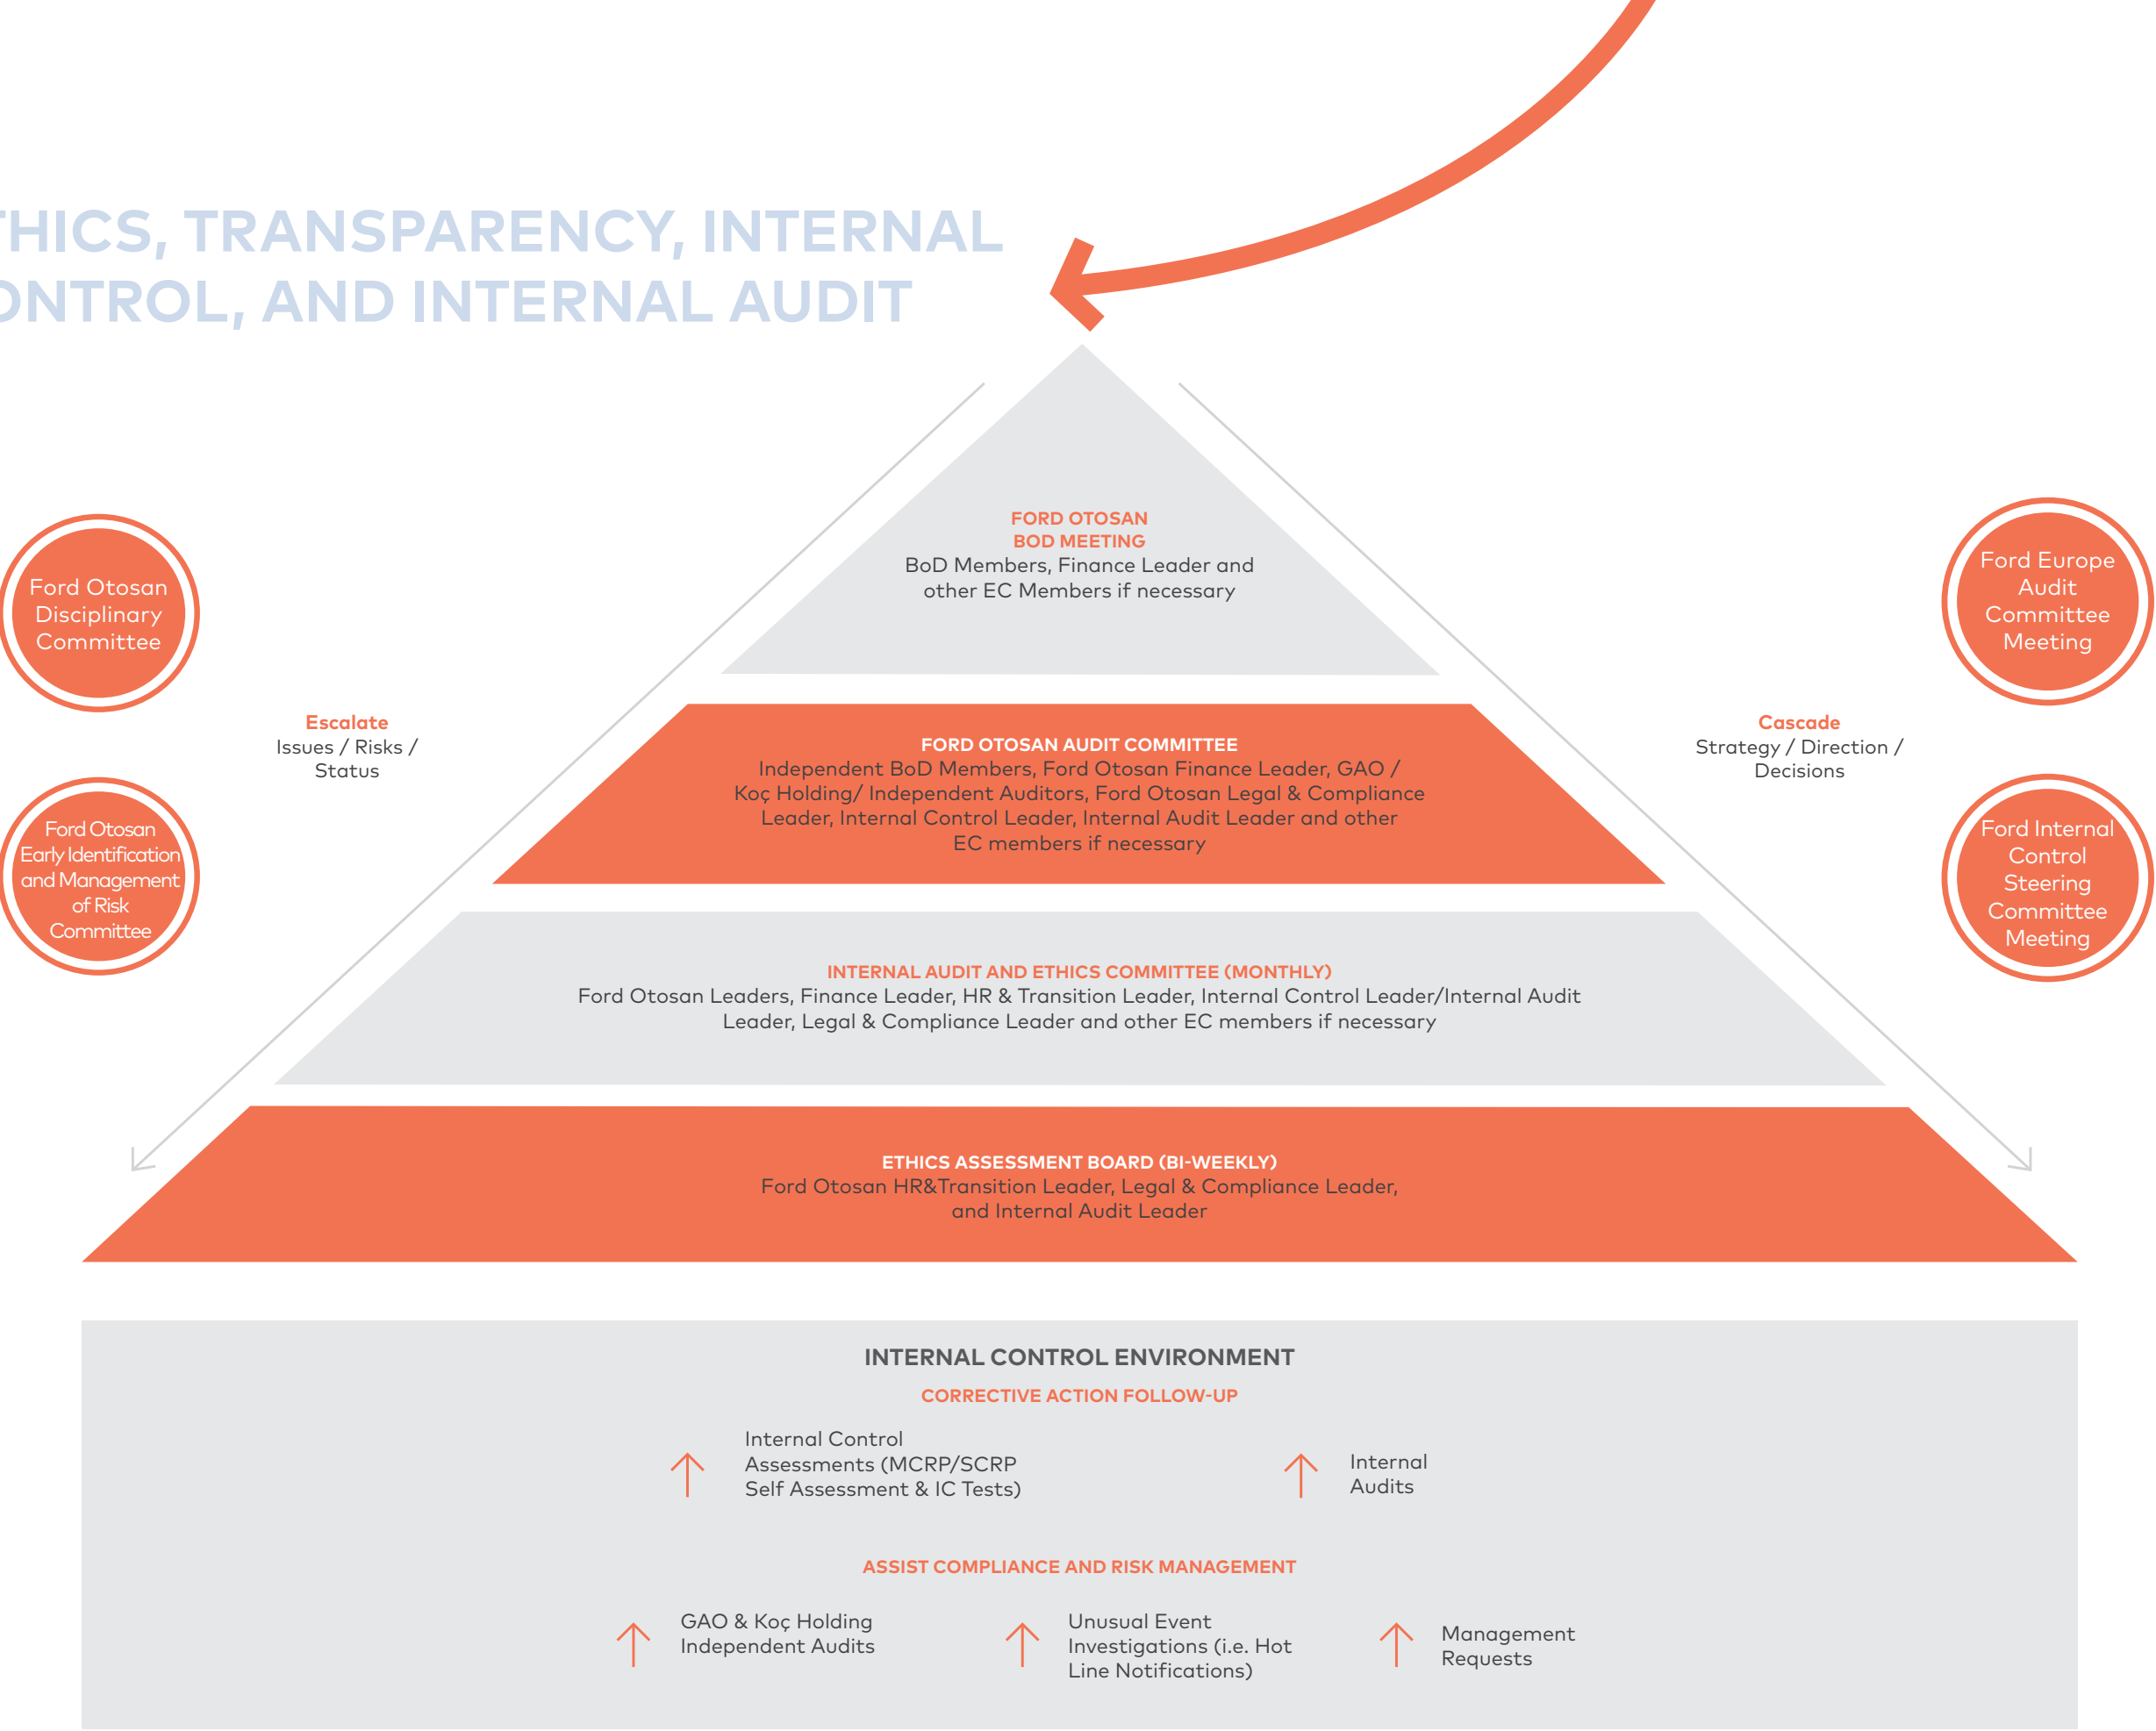 THICS, TRANSPARENCY, INTERNAL
ONTROL, AND INTERNAL AUDIT
FORD OTOSAN
BOD MEETING
BoD Members, Finance Leader and
other EC Members if necessary
Ford Otosan
Disciplinary
Committee
Ford Europe
Audit
Committee
Meeting
Escalate
Issues / Risks /
Status
FORD OTOSAN AUDIT COMMITTEE
Independent BoD Members, Ford Otosan Finance Leader, GAO /
Koç Holding/ Independent Auditors, Ford Otosan Legal & Compliance
Leader, Internal Control Leader, Internal Audit Leader and other
EC members if necessary
Cascade
Strategy / Direction /
Decisions
Ford Otosan
Early Identification
and Management
of Risk
Committee
Ford Internal
Control
Steering
Committee
Meeting
INTERNAL AUDIT AND ETHICS COMMITTEE (MONTHLY)
Ford Otosan Leaders, Finance Leader, HR & Transition Leader, Internal Control Leader/Internal Audit
Leader, Legal & Compliance Leader and other EC members if necessary
ETHICS ASSESSMENT BOARD (BI-WEEKLY)
Ford Otosan HR&Transition Leader, Legal & Compliance Leader,
and Internal Audit Leader
INTERNAL CONTROL ENVIRONMENT
CORRECTIVE ACTION FOLLOW-UP
Internal Control
Assessments (MCRP/SCRP
Self Assessment & IC Tests)
Internal
Audits
ASSIST COMPLIANCE AND RISK MANAGEMENT
GAO & Koç Holding
Independent Audits
Unusual Event
Investigations (i.e. Hot
Line Notifications)
Management
Requests